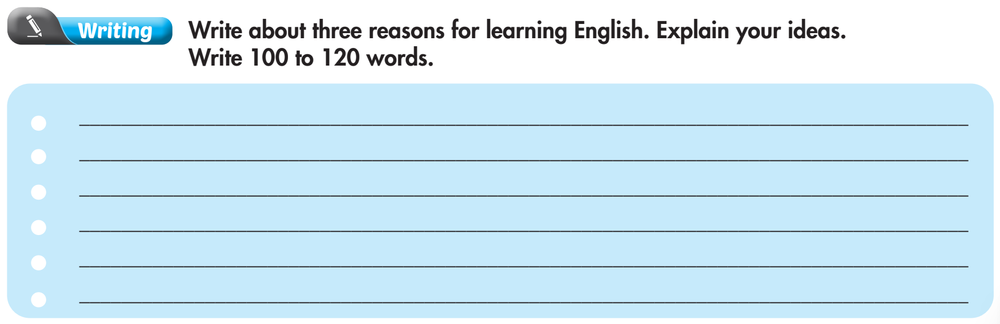 Writing
Write about three reasons for learning English. Explain your ideas.
Write 100 to 120 words.